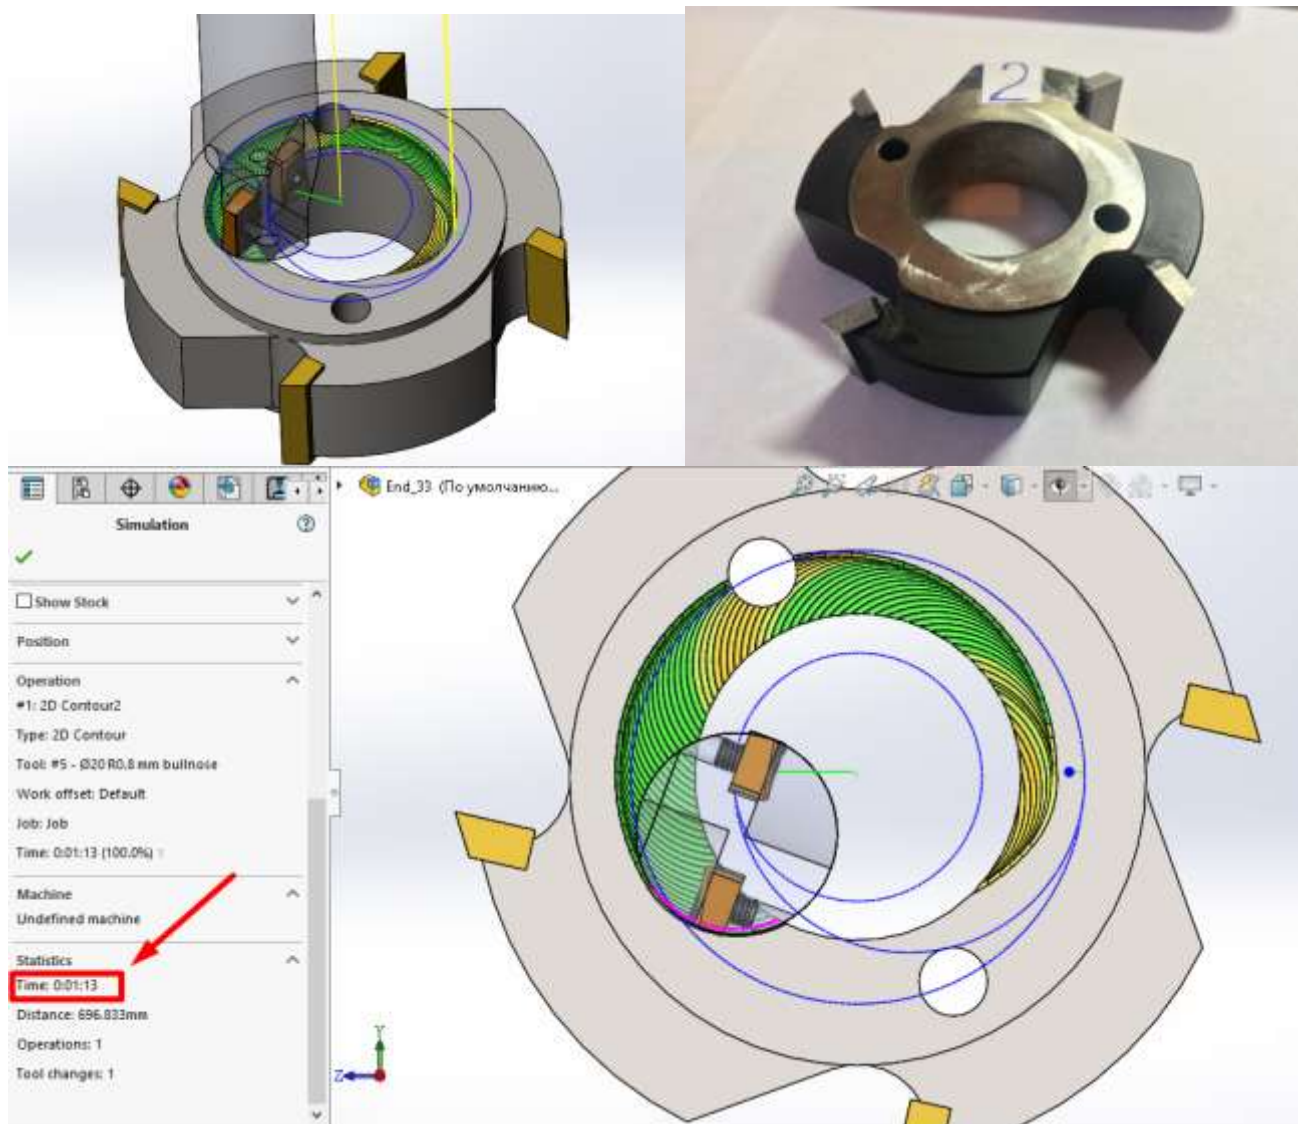 2
End_33 (По умолчанию...
Simulation
Show Stock
Position
Operation
#1: 2D Contour2
Type: 2D Contour
Tool: #5 - Ø20 R0,8 mm bullnose
Work offset: Default
Job: Job
Time: 0:01:13 (100.0%)
Machine
Undefined machine
Statistics
Time: 0:01:13
Distance: 696.833mm
Operations: 1
Tool changes: 1
Y
Z